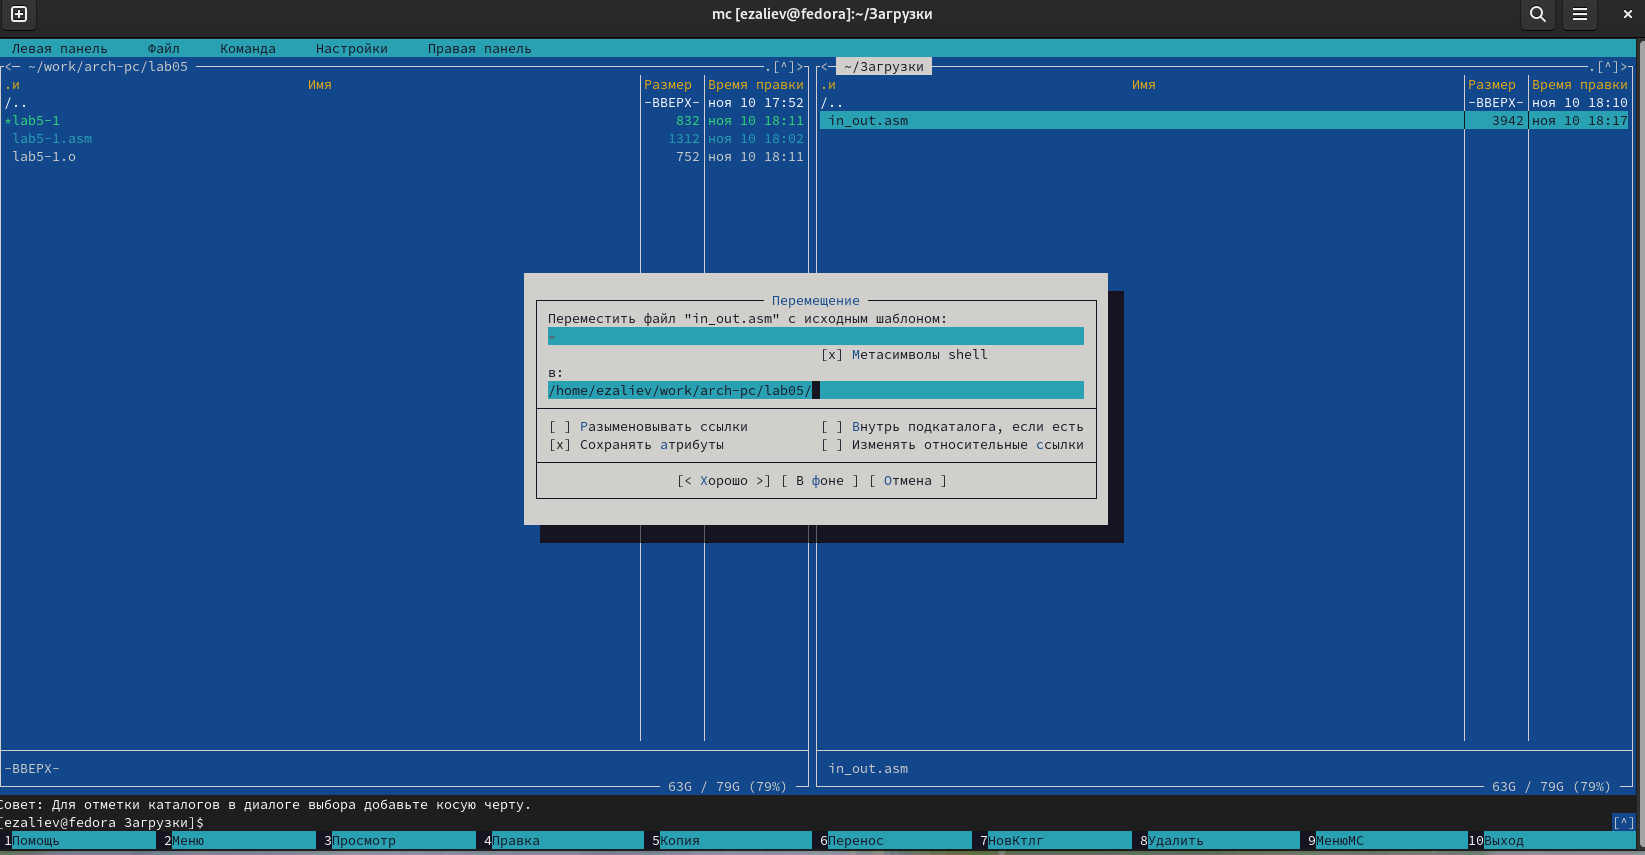 mc [ezaliev@fedora]:~/Загрузки
Левая панель Файл Команда Настройки Правая панель
<— ~/work/arch-pc/lab05 .[^]> <— ~/Загрузки .[^]>
.и Имя Размер Время правки .и Имя Размер Время правки
/.. -ВВЕРХ- ноя 10 17:52 /.. -ВВЕРХ- ноя 10 18:10
*lab5-1 832 ноя 10 18:11 in_out.asm 3942 ноя 10 18:17
lab5-1.asm 1312 ноя 10 18:02
lab5-1.o 752 ноя 10 18:11
Перемещение
Переместить файл "in_out.asm" с исходным шаблоном:
*
[x] Метасимволы shell
в:
/home/ezaliev/work/arch-pc/lab05/
[ ] Разыменовывать ссылки [ ] Внутрь подкаталога, если есть
[x] Сохранять атрибуты [ ] Изменять относительные ссылки
[< Хорошо >] [ В фоне ] [ Отмена ]
-ВВЕРХ- in_out.asm
63G / 79G (79%) 63G / 79G (79%)
Совет: Для отметки каталогов в диалоге выбора добавьте косую черту.
[ezaliev@fedora Загрузки]$ [^]
1Помощь 2Меню 3Просмотр 4Правка 5Копия 6Перенос 7НовКтлг 8Удалить 9МенюMC 10Выход